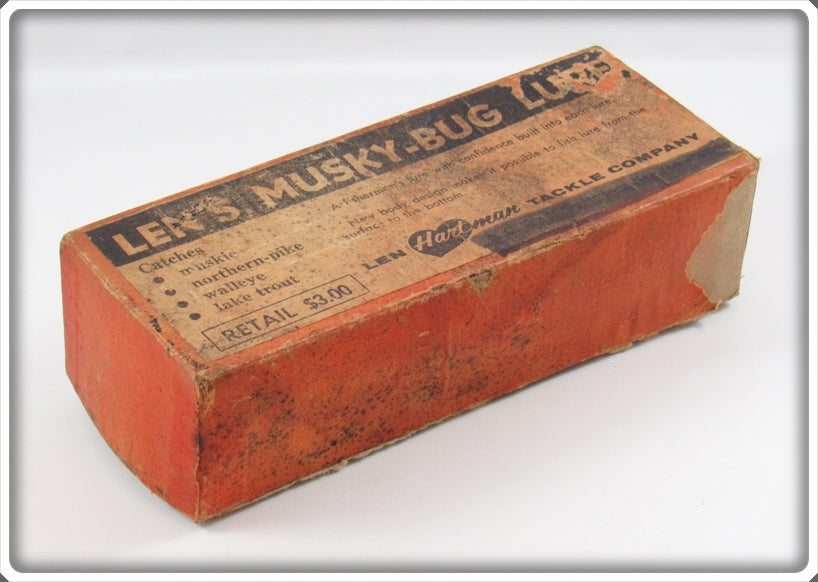 LEN'S MUSKY-BUG LURE
Catches
• muskie
• northern-pike
• walleye
• lake trout
RETAIL $3.00
A fisherman's lure with confidence built into each lure.
New body design makes it possible to fish lure from the
surface to the bottom.
LEN Hartman TACKLE COMPANY